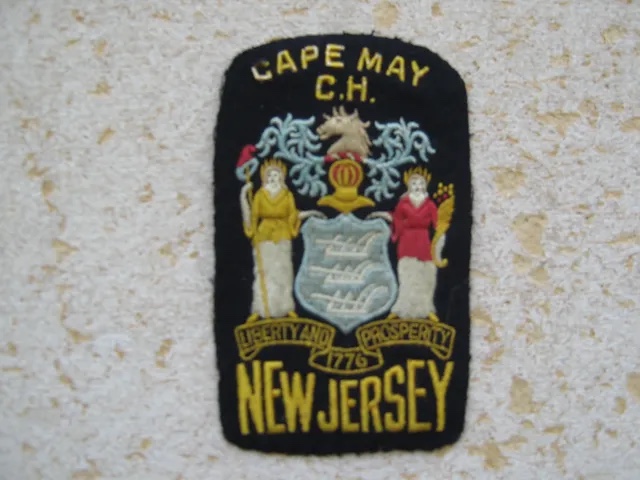 CAPE MAY
C.H.
LIBERTY AND PROSPERITY
1776
NEW JERSEY